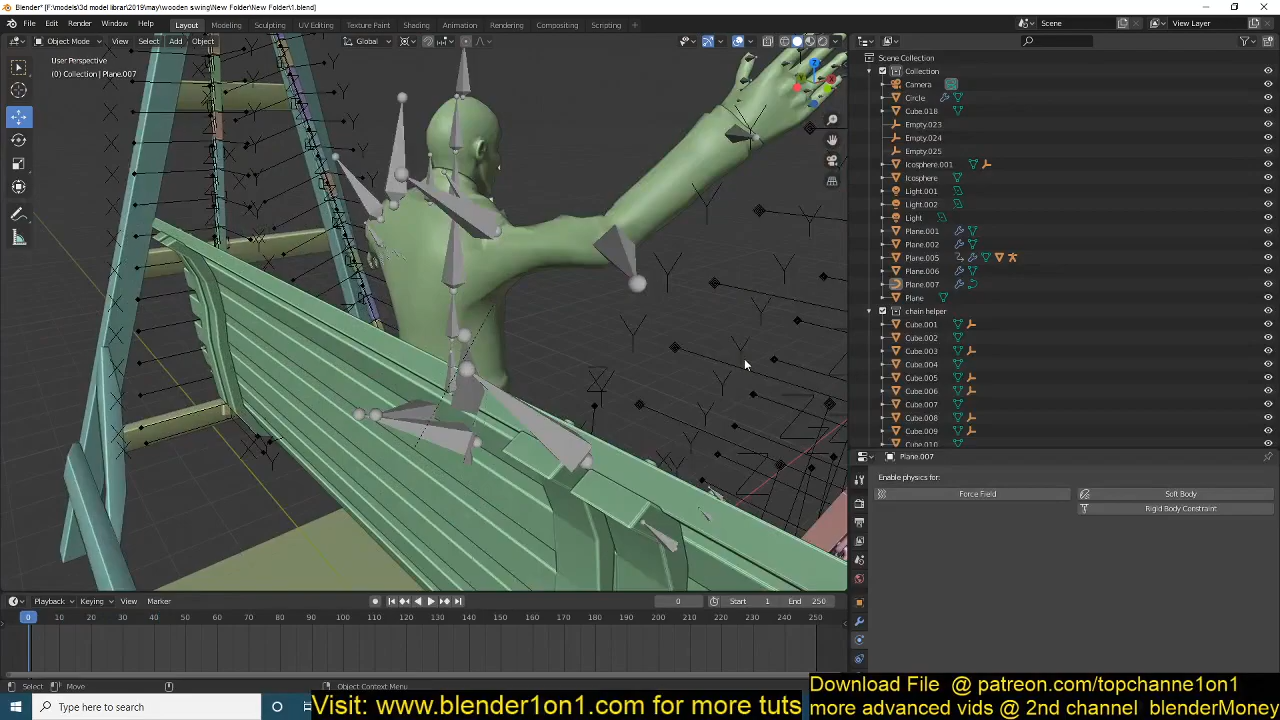 Blender* [F:\models\3d model librar\2019\may\wooden swing\New Folder\New Folder\1.blend]
File Edit Render Window Help Layout Modeling Sculpting UV Editing Texture Paint Shading Animation Rendering Compositing Scripting + Scene View Layer
Object Mode View Select Add Object Global
User Perspective
(0) Collection | Plane.007
Scene Collection
Collection
Camera
Circle
Cube.018
Empty.023
Empty.024
Empty.025
Icosphere.001
Icosphere
Light.001
Light.002
Light
Plane.001
Plane.002
Plane.005
Plane.006
Plane.007
Plane
chain helper
Cube.001
Cube.002
Cube.003
Cube.004
Cube.005
Cube.006
Cube.007
Cube.008
Cube.009
Cube.010
Plane.007
Enable physics for:
Force Field Soft Body
Rigid Body Constraint
Playback Keying View Marker 0 Start 1 End 250
0 10 20 30 40 50 60 70 80 90 100 110 120 130 140 150 160 170 180 190 200 210 220 230 240 250
Select Move Object Context Menu
Type here to search
Visit: www.blender1on1.com for more tuts
Download File @ patreon.com/topchanne1on1
more advanced vids @ 2nd channel blenderMoney